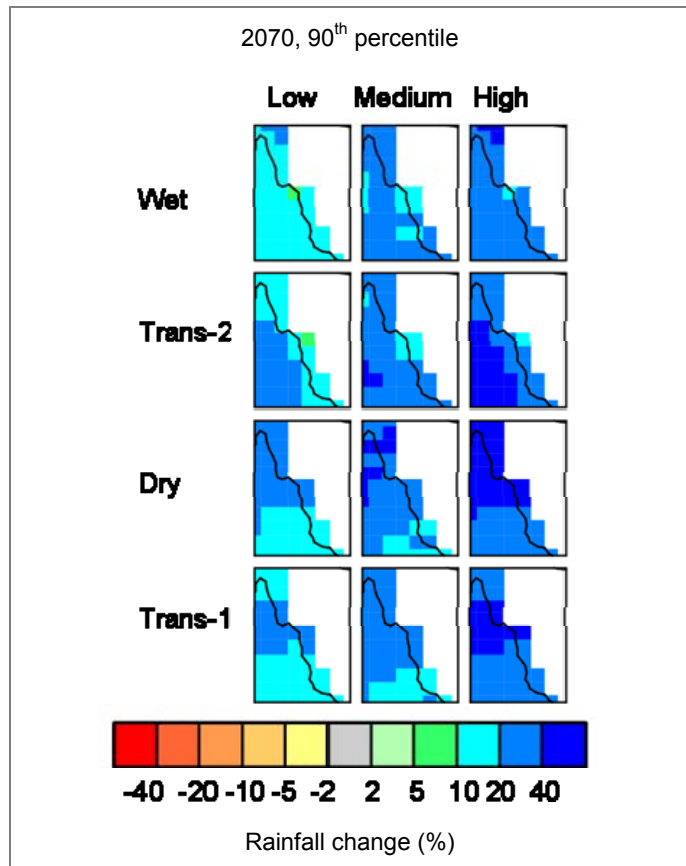 2070, 90th percentile
Low Medium High
Wet
Trans-2
Dry
Trans-1
-40 -20 -10 -5 -2 2 5 10 20 40
Rainfall change (%)